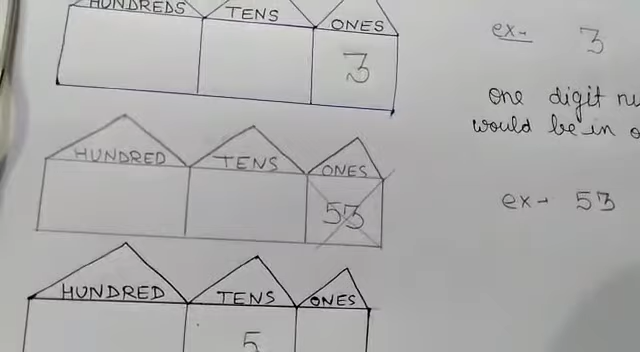 HUNDREDS TENS ONES
3
ex- 3
one digit
would be in
HUNDRED TENS ONES
53
ex- 53
HUNDRED TENS ONES
5